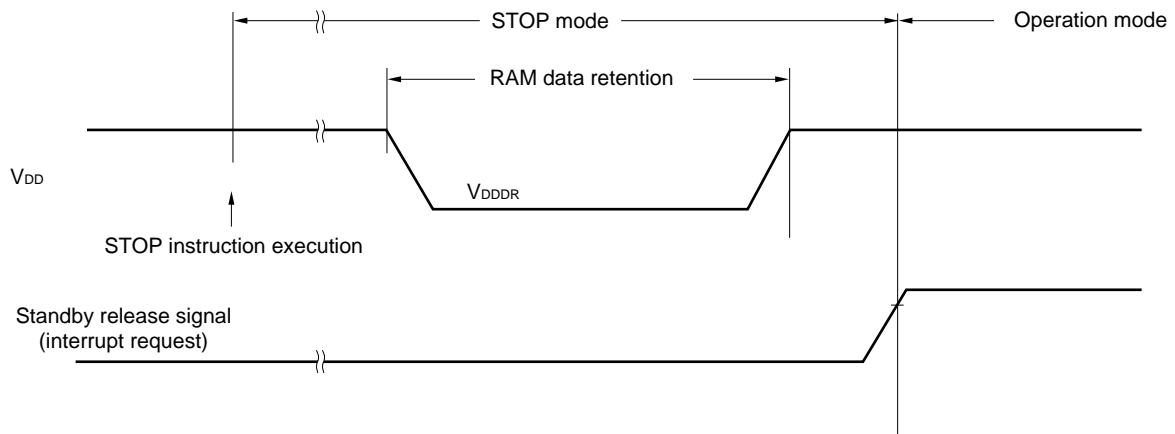 STOP mode
Operation mode
RAM data retention
VDD
VDDDR
STOP instruction execution
Standby release signal
(interrupt request)